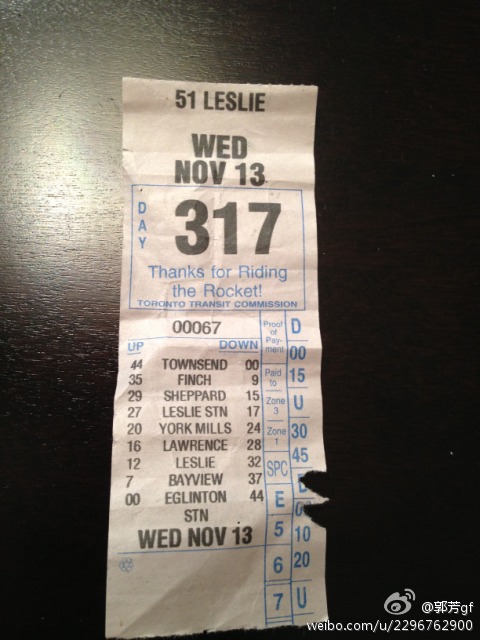 51 LESLIE
WED
NOV 13
DAY
317
Thanks for Riding
the Rocket!
TORONTO TRANSIT COMMISSION
00067
UP DOWN
44 TOWNSEND 00
35 FINCH 9
29 SHEPPARD 15
27 LESLIE STN 17
20 YORK MILLS 24
16 LAWRENCE 28
12 LESLIE 32
7 BAYVIEW 37
00 EGLINTON 44
STN
WED NOV 13
Proof
of
Pay-
ment
Paid
to
Zone
3
Zone
1
SPC
E
5
6
7
D
00
15
U
30
45
D
10
20
U
@郭芳gf
weibo.com/u/2296762900